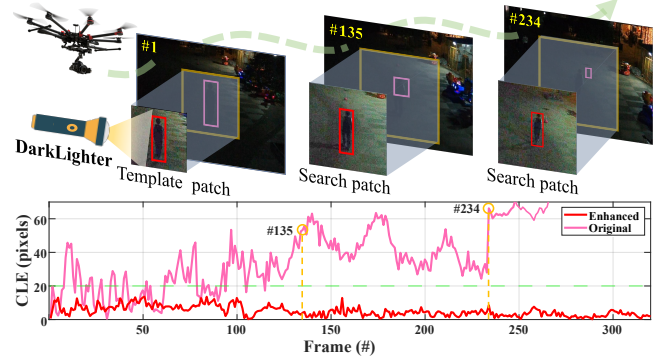 #1
#135
#234
DarkLighter
Template patch
Search patch
Search patch
CLE (pixels)
60
40
20
0
#135
#234
Enhanced
Original
50
100
150
200
250
300
Frame (#)